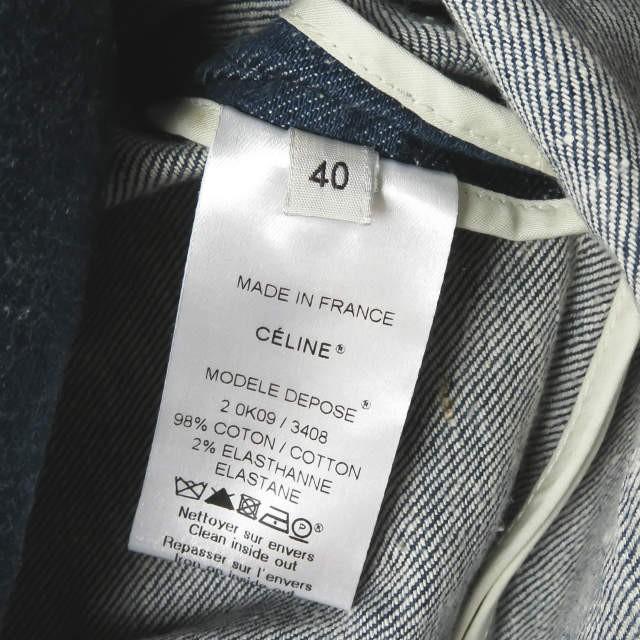 40
MADE IN FRANCE
CÉLINE®
MODELE DEPOSE®
2 0K09 / 3408
98% COTON / COTTON
2% ELASTHANNE
ELASTANE
Nettoyer sur envers
Clean inside out
Repasser sur l'envers